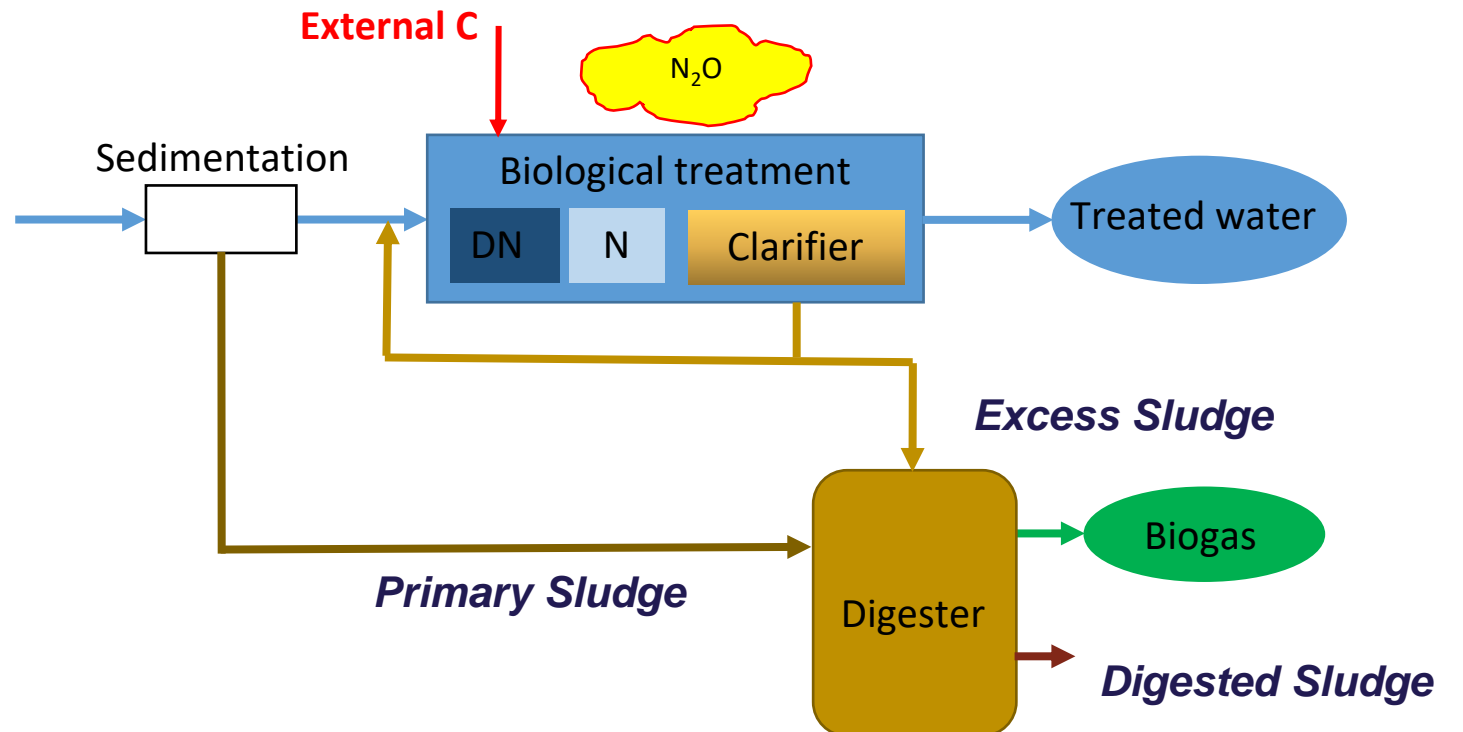 External C
N₂O
Sedimentation
Biological treatment
DN
N
Clarifier
Treated water
Excess Sludge
Primary Sludge
Biogas
Digester
Digested Sludge